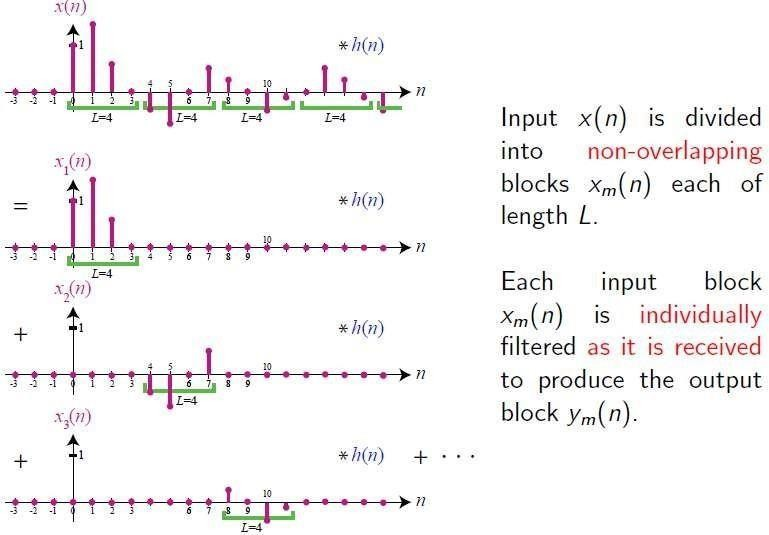 x(n)
1
*h(n)
-3 -2 -1 0 1 2 3 4 5 6 7 8 9 10 n
L=4 L=4 L=4 L=4
x₁(n)
= 1 *h(n)
-3 -2 -1 0 1 2 3 4 5 6 7 8 9 10 n
L=4
x₂(n)
+ 1 *h(n)
-3 -2 -1 0 1 2 3 4 5 6 7 8 9 10 n
L=4
x₃(n)
+ 1 *h(n) + · · ·
-3 -2 -1 0 1 2 3 4 5 6 7 8 9 10 n
L=4
Input x(n) is divided
into non-overlapping
blocks xₘ(n) each of
length L.
Each input block
xₘ(n) is individually
filtered as it is received
to produce the output
block yₘ(n).